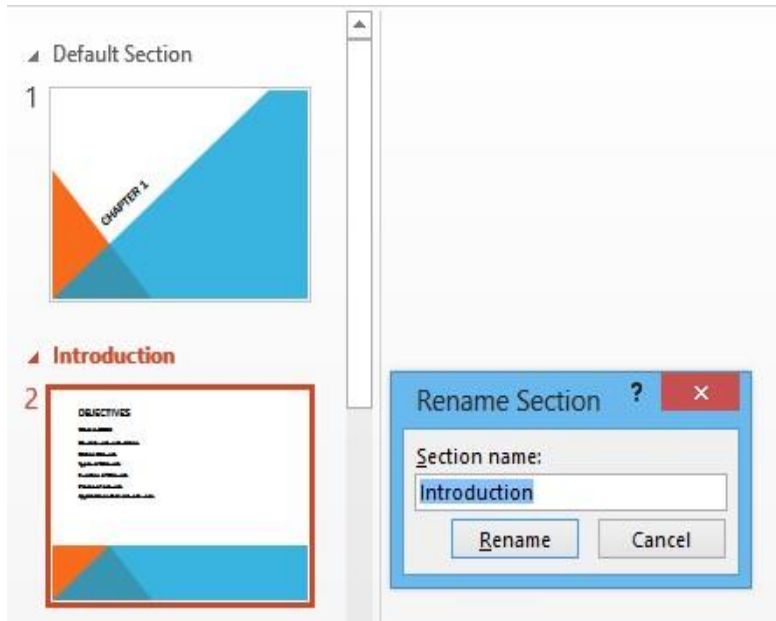 Default Section
1
CHAPTER 1
Introduction
2
OBJECTIVES
Rename Section ? ×
Section name:
Introduction
Rename Cancel